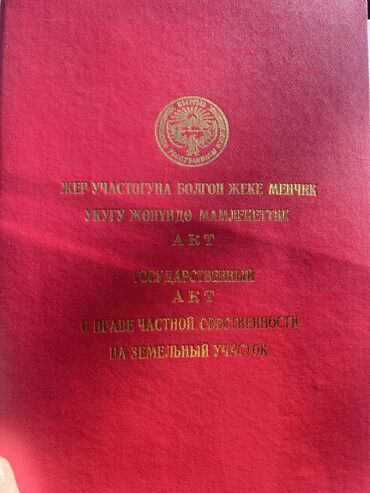 ЖЕР УЧАСТОГУНА БОЛГОН ЖЕКЕ МЕНЧИК
УКУГУ ЖӨНҮНДӨ МАМЛЕКЕТТИК
АКТ
ГОСУДАРСТВЕННЫЙ
АКТ
О ПРАВЕ ЧАСТНОЙ СОБСТВЕННОСТИ
НА ЗЕМЕЛЬНЫЙ УЧАСТОК